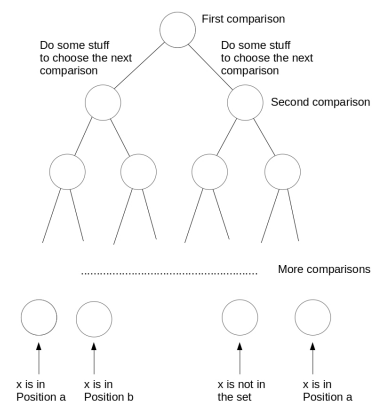 First comparison
Do some stuff
to choose the next
comparison
Do some stuff
to choose the next
comparison
Second comparison
More comparisons
x is in
Position a
x is in
Position b
x is not in
the set
x is in
Position a